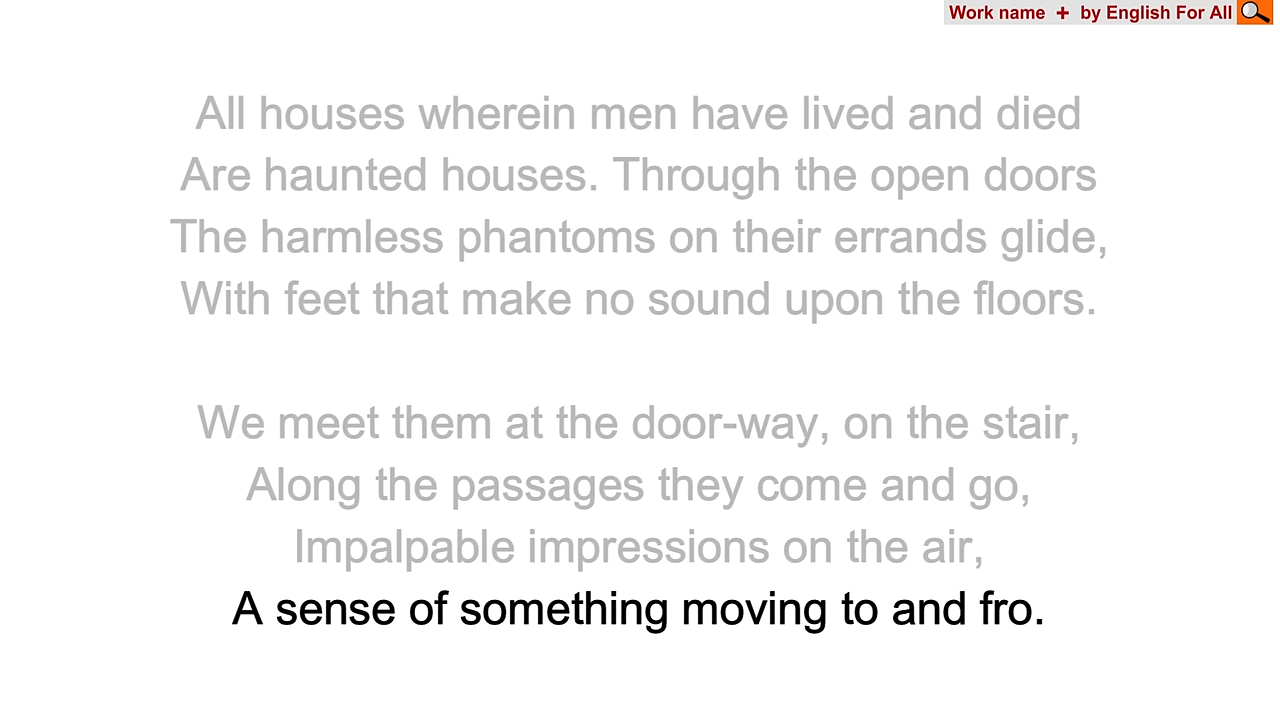 Work name + by English For All
All houses wherein men have lived and died
Are haunted houses. Through the open doors
The harmless phantoms on their errands glide,
With feet that make no sound upon the floors.
We meet them at the door-way, on the stair,
Along the passages they come and go,
Impalpable impressions on the air,
A sense of something moving to and fro.